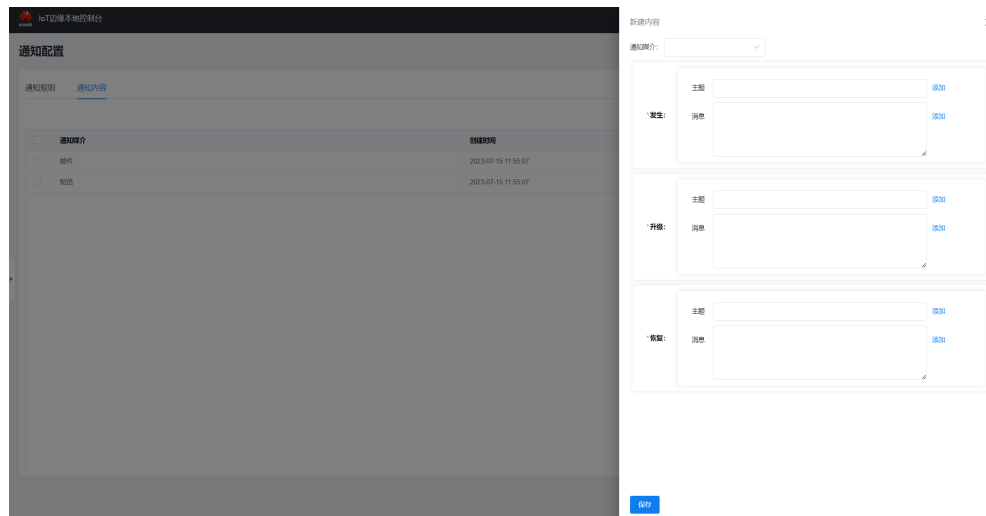 HUAWEI IoT边缘本地控制台
通知配置
通知规则 通知内容
通知媒介 创建时间
邮件 2023-07-15 11:55:07
短信 2023-07-15 11:55:07
新建内容
通知媒介:
主题 添加
*发生: 消息 添加
主题 添加
*升级: 消息 添加
主题 添加
*恢复: 消息 添加
保存